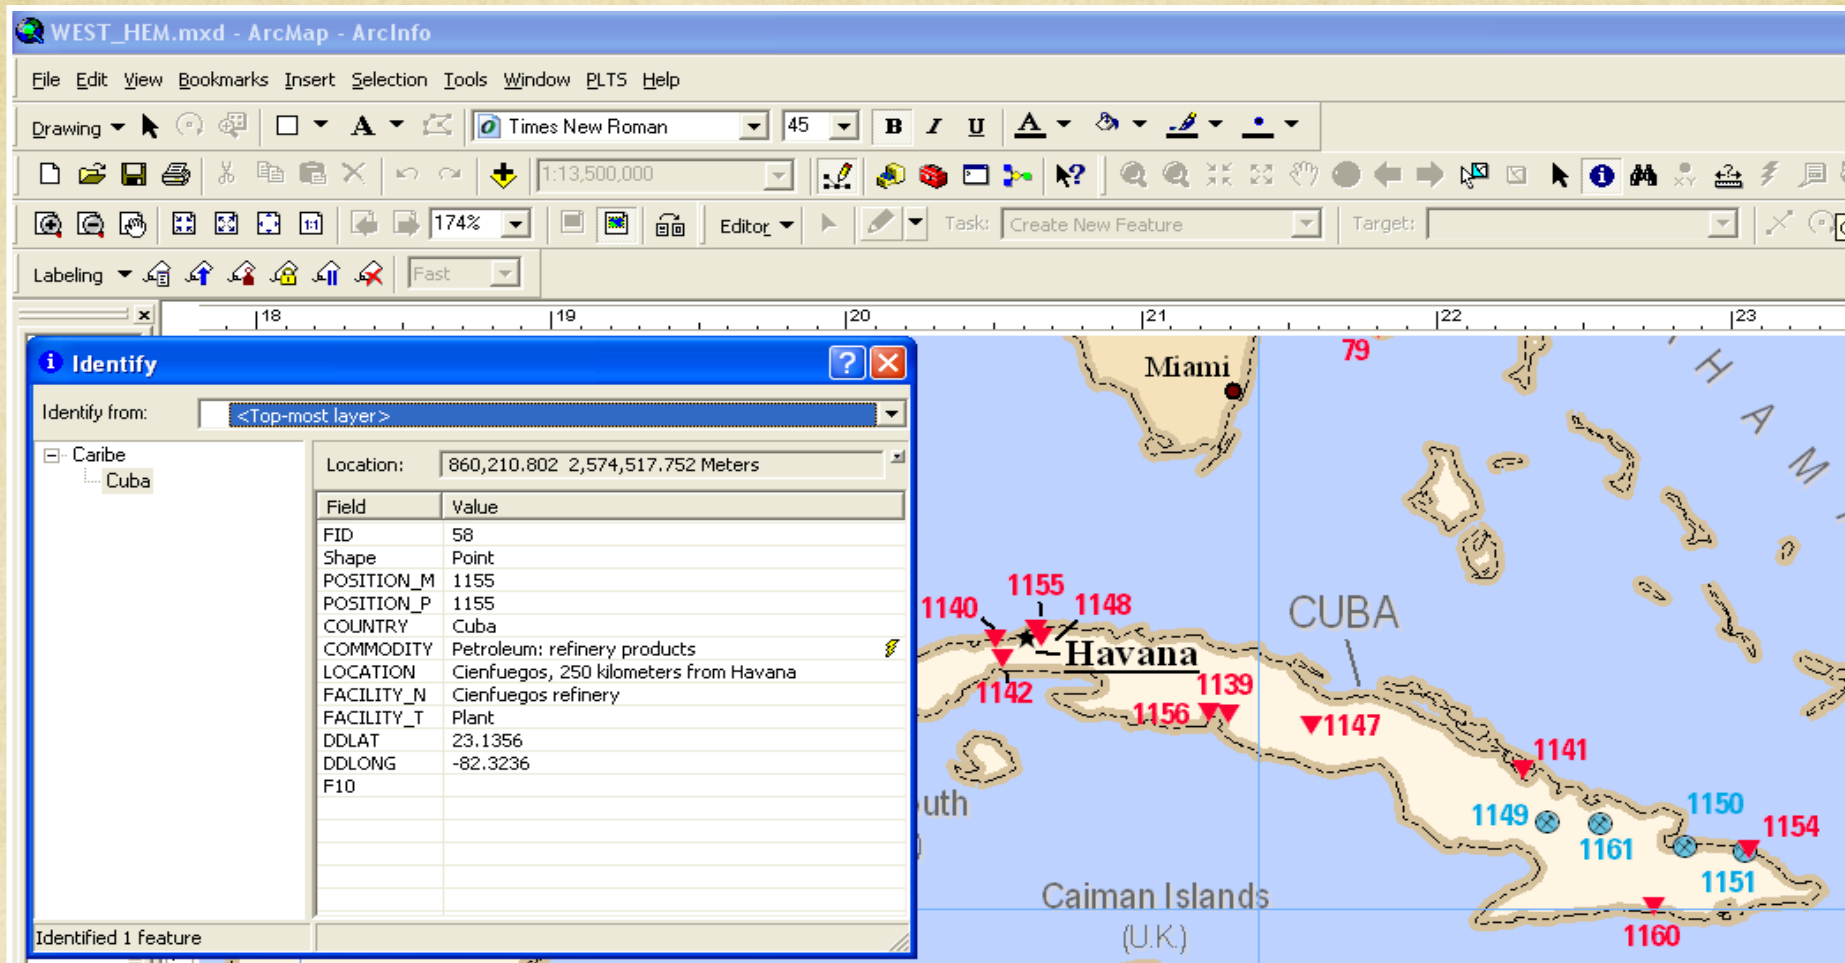 WEST_HEM.mxd - ArcMap - ArcInfo
File Edit View Bookmarks Insert Selection Tools Window PLTS Help
Drawing A Times New Roman 45 B I U A
1:13,500,000
1:1 174% Editor Task: Create New Feature Target:
Labeling Fast
18 19 20 21 22 23
Identify
Identify from: <Top-most layer>
Caribe
Cuba
Location: 860,210.802 2,574,517.752 Meters
Field Value
FID 58
Shape Point
POSITION_M 1155
POSITION_P 1155
COUNTRY Cuba
COMMODITY Petroleum: refinery products
LOCATION Cienfuegos, 250 kilometers from Havana
FACILITY_N Cienfuegos refinery
FACILITY_T Plant
DDLAT 23.1356
DDLONG -82.3236
F10
Identified 1 feature
79
Miami
H A M
1155
1140 1148
CUBA
Havana
1142 1139
1156 1147
1141
uth
1149 1150
1161 1154
1151
Caiman Islands
(U.K.)
1160